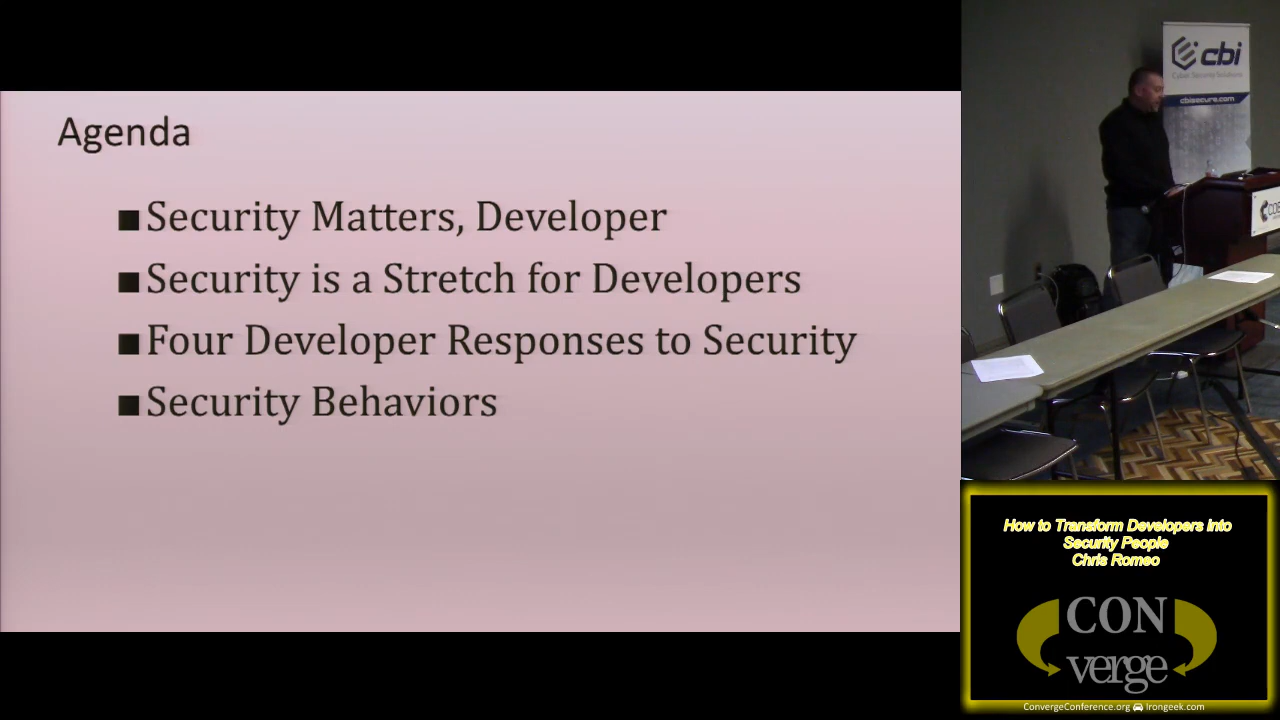 Agenda
■Security Matters, Developer
■Security is a Stretch for Developers
■Four Developer Responses to Security
■Security Behaviors
cbi
Cyber Security Solutions
cbisecure.com
How to Transform Developers Into
Security People
Chris Romeo
CON
verge
ConvergeConference.org Irongeek.com